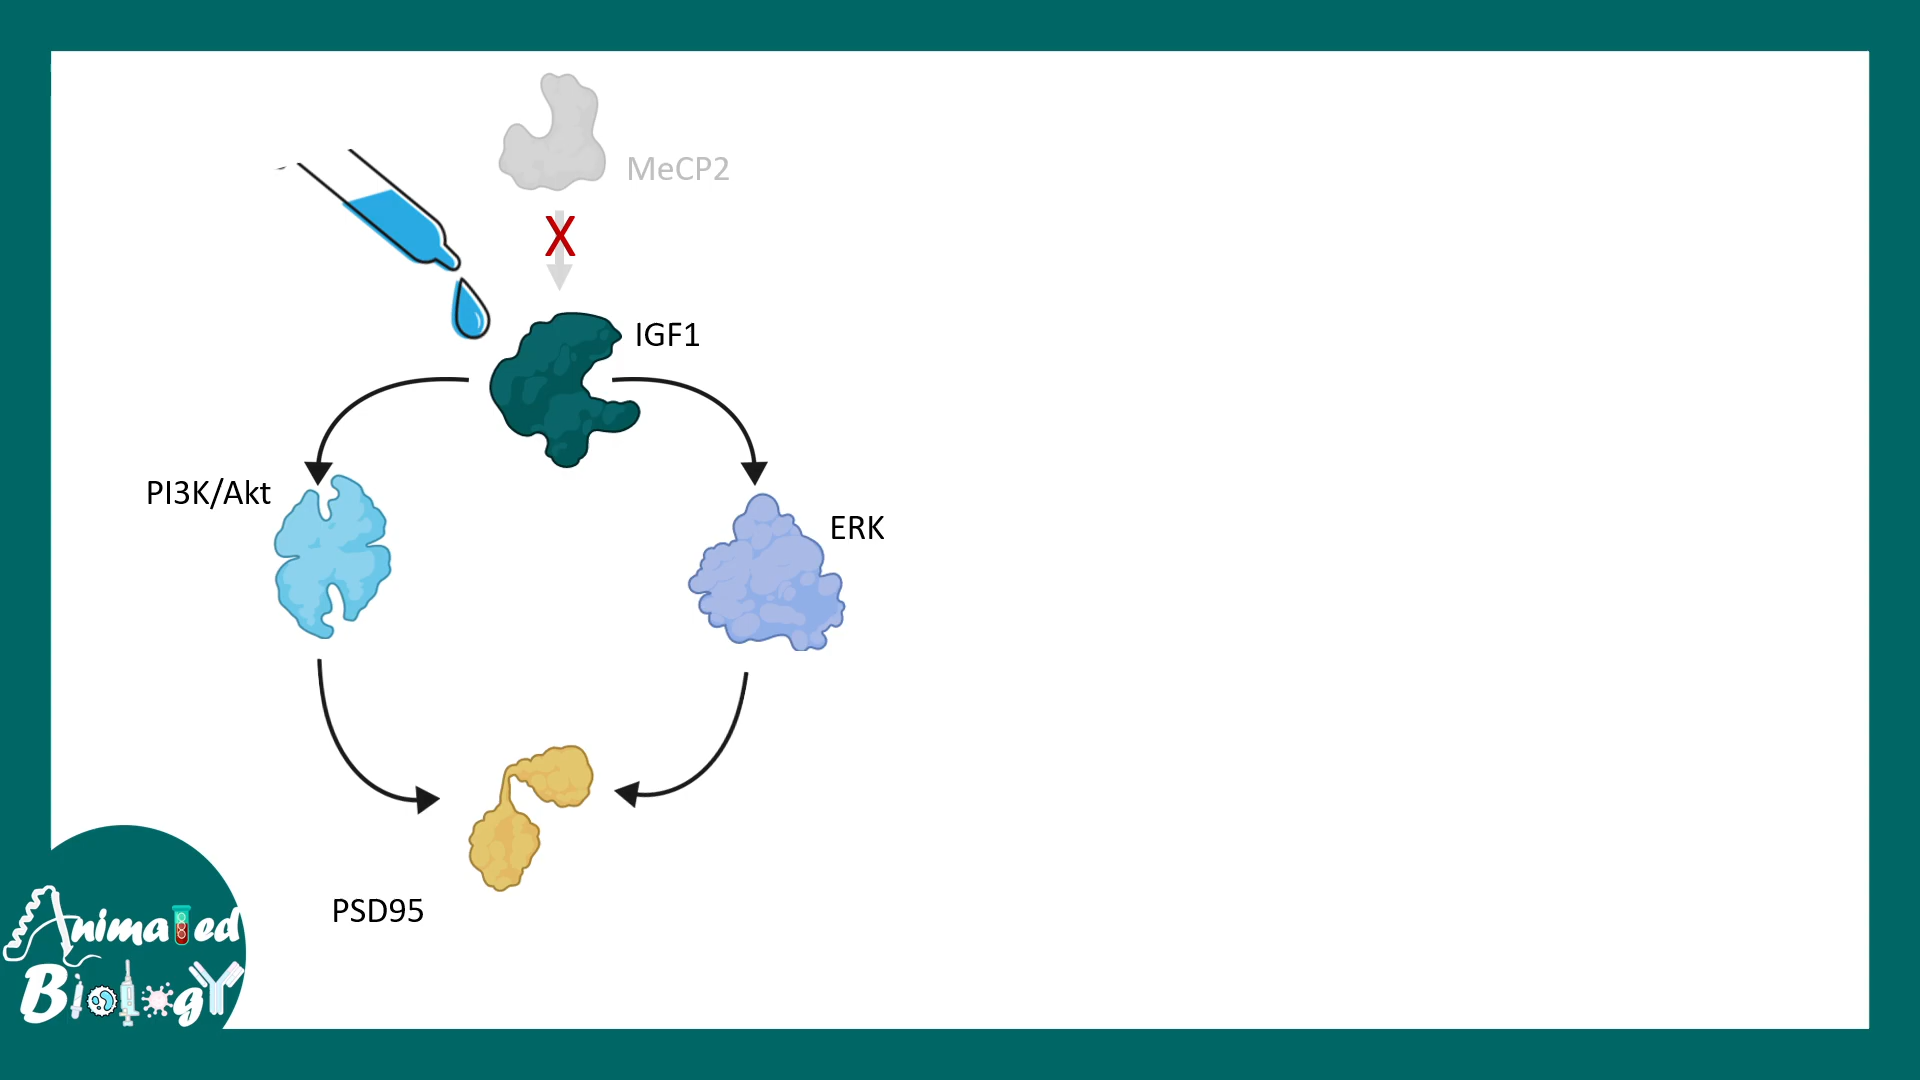 MeCP2
X
IGF1
PI3K/Akt
ERK
PSD95
Animated
Biology